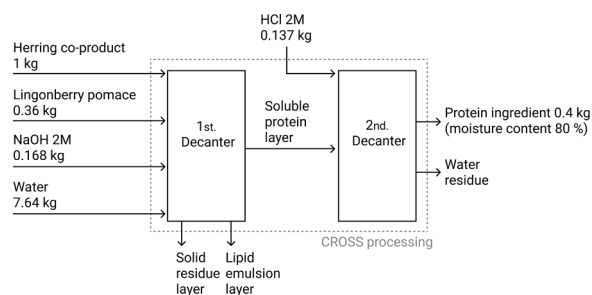 HCl 2M
0.137 kg
Herring co-product
1 kg
Lingonberry pomace
0.36 kg
NaOH 2M
0.168 kg
Water
7.64 kg
1st.
Decanter
Soluble
protein
layer
2nd.
Decanter
Protein ingredient 0.4 kg
(moisture content 80 %)
Water
residue
CROSS processing
Solid
residue
layer
Lipid
emulsion
layer